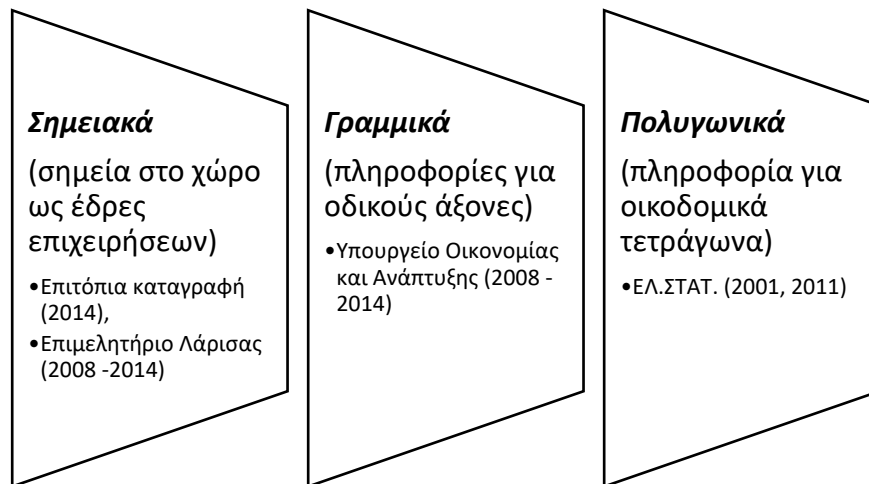 Σημειακά
(σημεία στο χώρο
ως έδρες
επιχειρήσεων)
•Επιτόπια καταγραφή
(2014),
•Επιμελητήριο Λάρισας
(2008 -2014)
Γραμμικά
(πληροφορίες για
οδικούς άξονες)
•Υπουργείο Οικονομίας
και Ανάπτυξης (2008 -
2014)
Πολυγωνικά
(πληροφορία για
οικοδομικά
τετράγωνα)
•ΕΛ.ΣΤΑΤ. (2001, 2011)